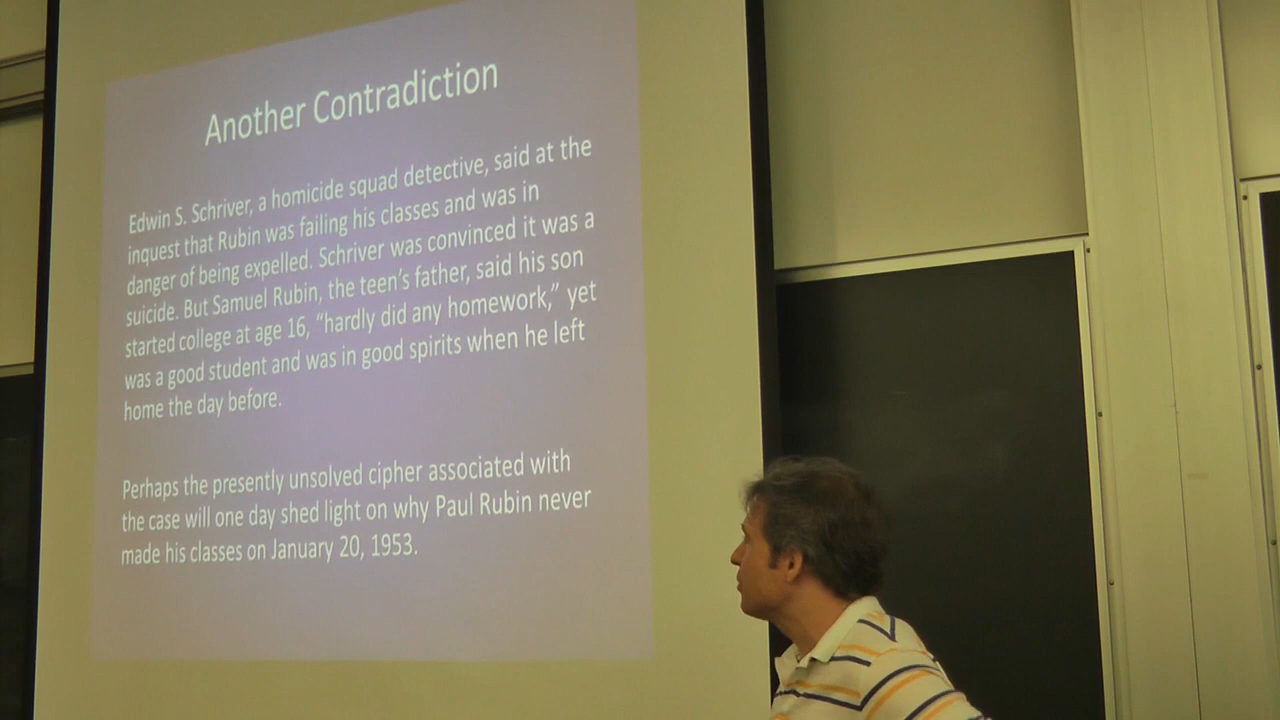 Another Contradiction
Edwin S. Schriver, a homicide squad detective, said at the
inquest that Rubin was failing his classes and was in
danger of being expelled. Schriver was convinced it was a
suicide. But Samuel Rubin, the teen's father, said his son
started college at age 16, “hardly did any homework,” yet
was a good student and was in good spirits when he left
home the day before.
Perhaps the presently unsolved cipher associated with
the case will one day shed light on why Paul Rubin never
made his classes on January 20, 1953.